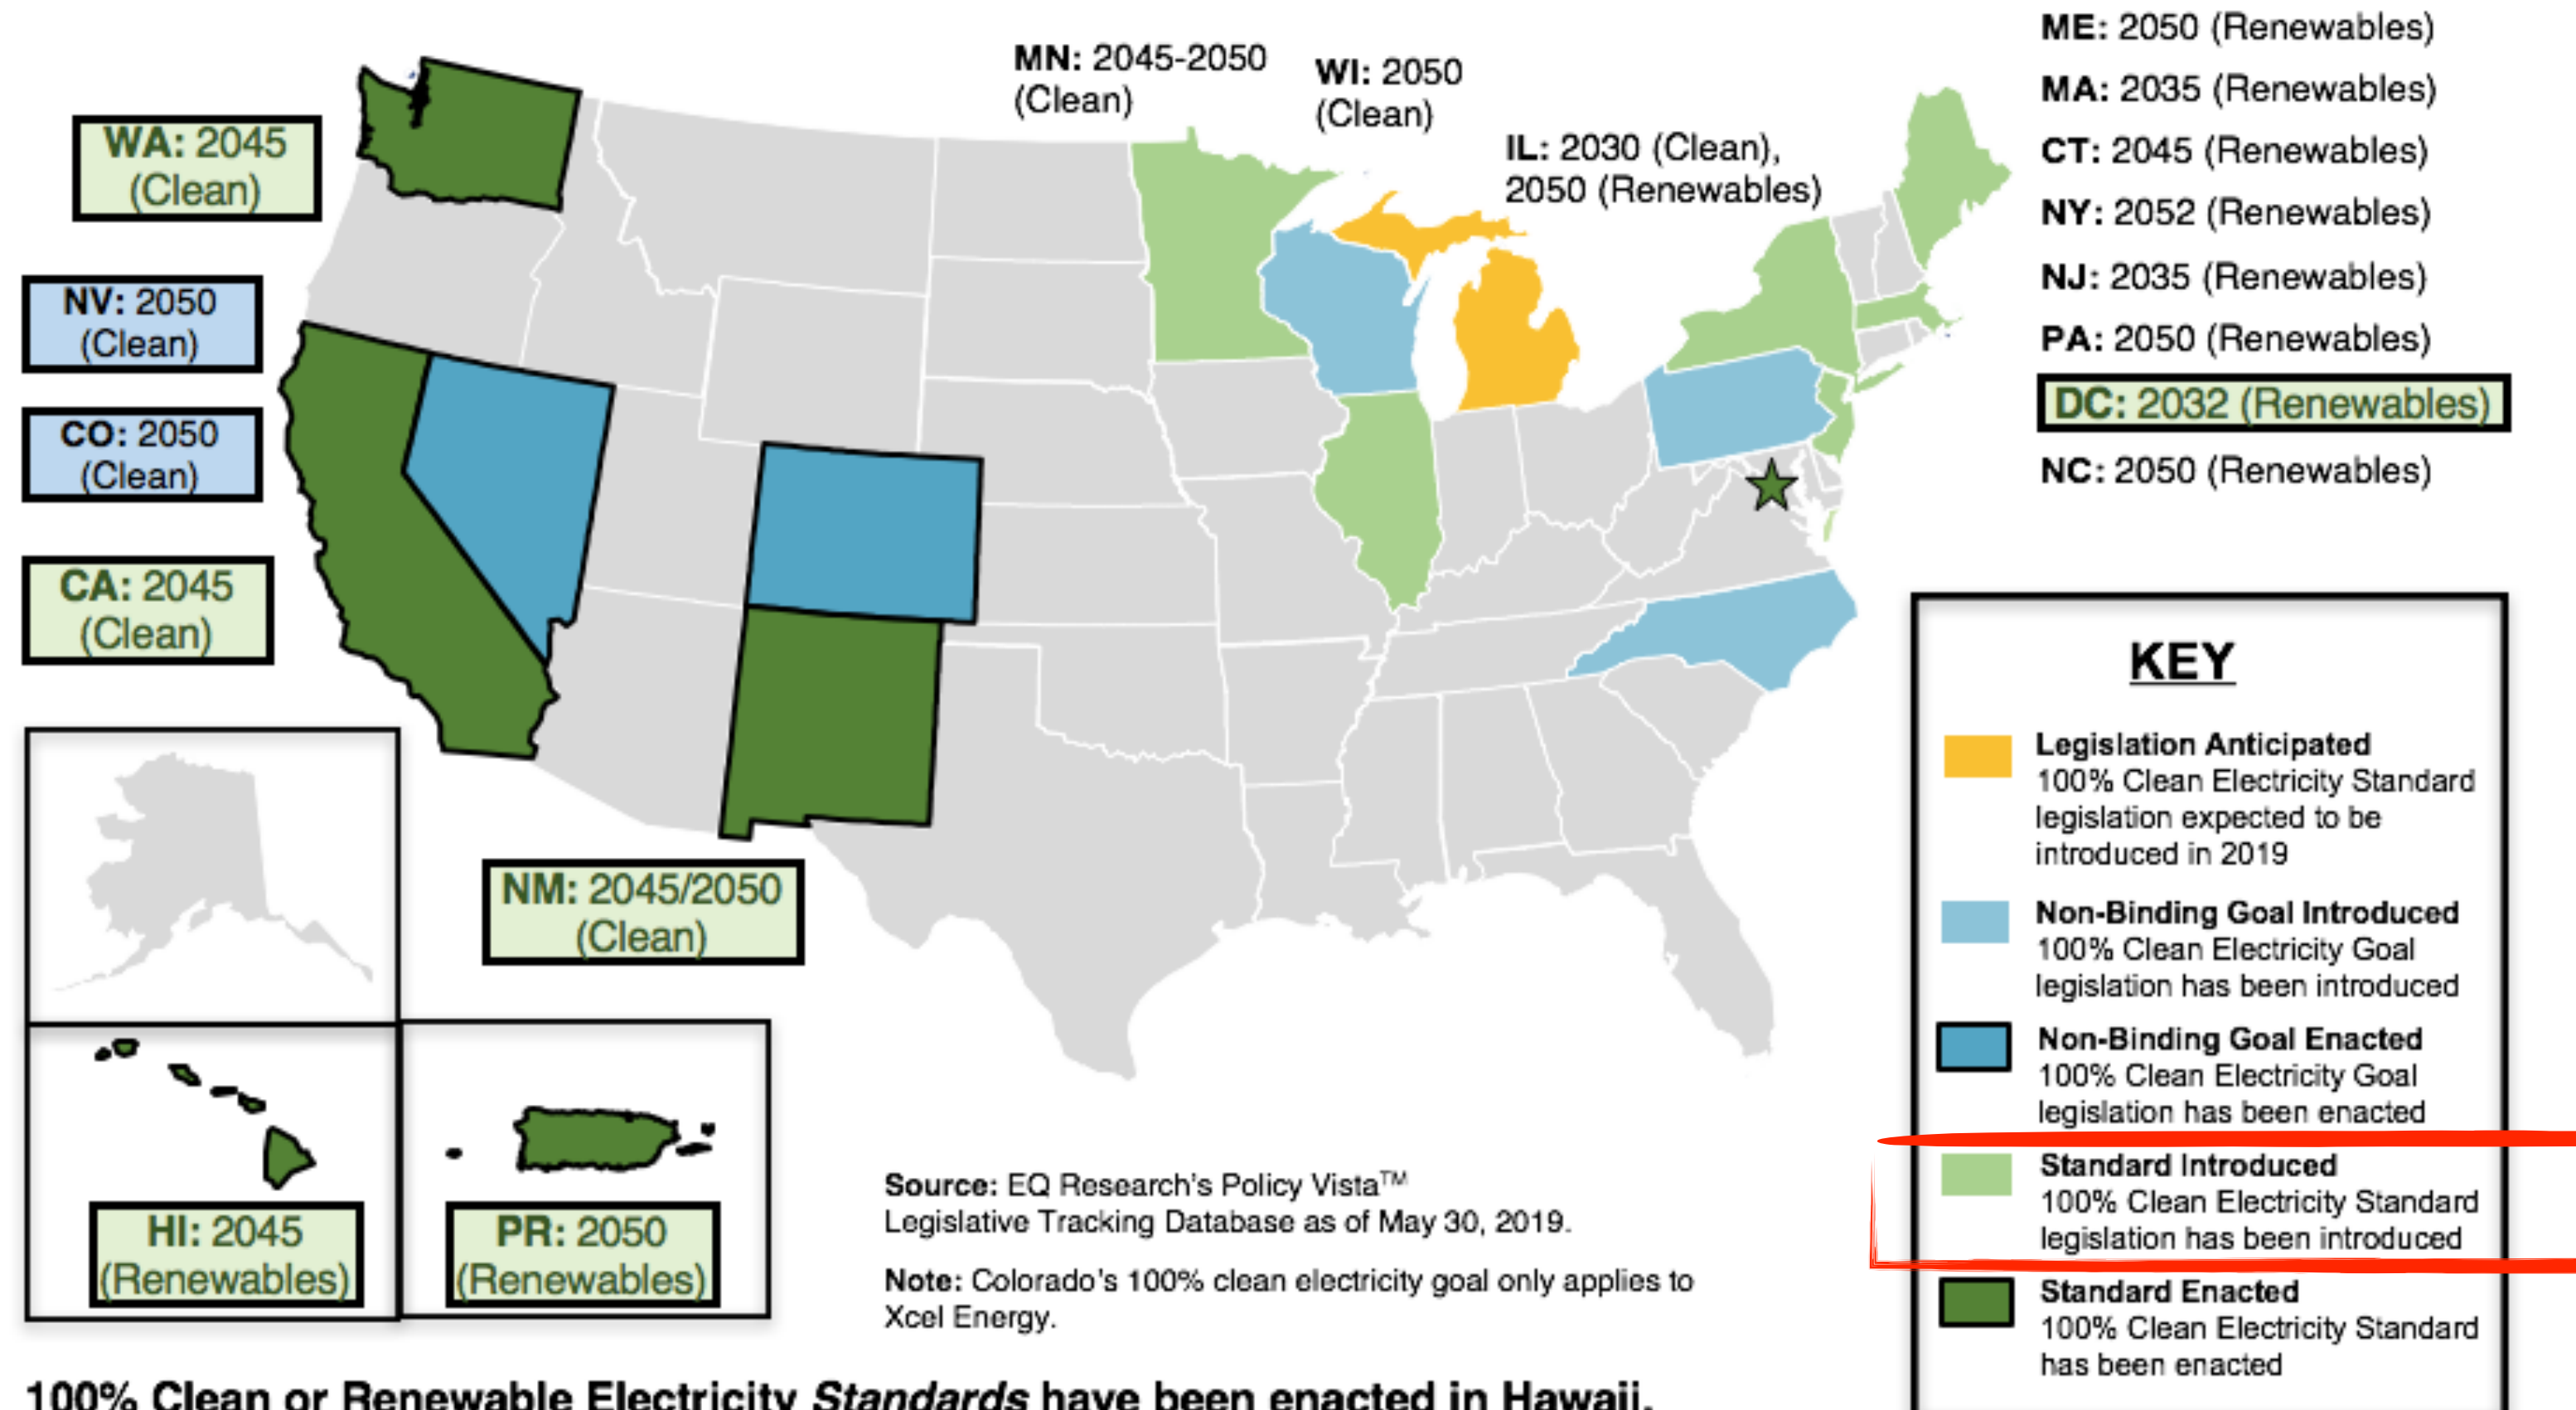 MN: 2045-2050
(Clean)
WI: 2050
(Clean)
IL: 2030 (Clean),
2050 (Renewables)
ME: 2050 (Renewables)
MA: 2035 (Renewables)
CT: 2045 (Renewables)
NY: 2052 (Renewables)
NJ: 2035 (Renewables)
PA: 2050 (Renewables)
DC: 2032 (Renewables)
NC: 2050 (Renewables)
WA: 2045
(Clean)
NV: 2050
(Clean)
CO: 2050
(Clean)
CA: 2045
(Clean)
NM: 2045/2050
(Clean)
HI: 2045
(Renewables)
PR: 2050
(Renewables)
KEY
Legislation Anticipated
100% Clean Electricity Standard
legislation expected to be
introduced in 2019
Non-Binding Goal Introduced
100% Clean Electricity Goal
legislation has been introduced
Non-Binding Goal Enacted
100% Clean Electricity Goal
legislation has been enacted
Standard Introduced
100% Clean Electricity Standard
legislation has been introduced
Standard Enacted
100% Clean Electricity Standard
has been enacted
Source: EQ Research's Policy Vista™
Legislative Tracking Database as of May 30, 2019.
Note: Colorado's 100% clean electricity goal only applies to
Xcel Energy.
100% Clean or Renewable Electricity Standards have been enacted in Hawaii,